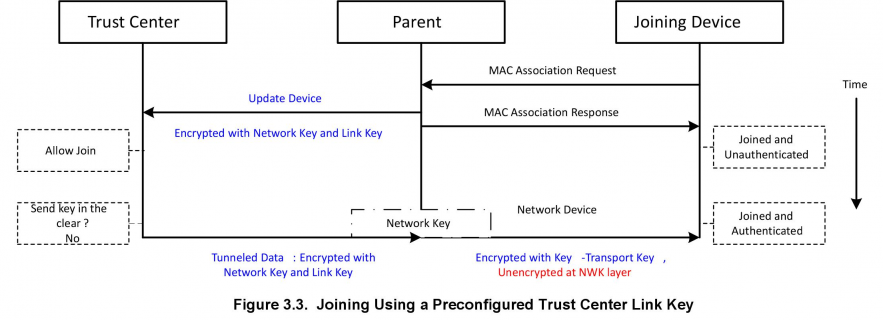 Trust Center
Parent
Joining Device
MAC Association Request
Time
Update Device
MAC Association Response
Encrypted with Network Key and Link Key
Allow Join
Joined and
Unauthenticated
Send key in the
clear ?
No
Network Key
Network Device
Joined and
Authenticated
Tunneled Data : Encrypted with
Network Key and Link Key
Encrypted with Key -Transport Key ,
Unencrypted at NWK layer
Figure 3.3. Joining Using a Preconfigured Trust Center Link Key